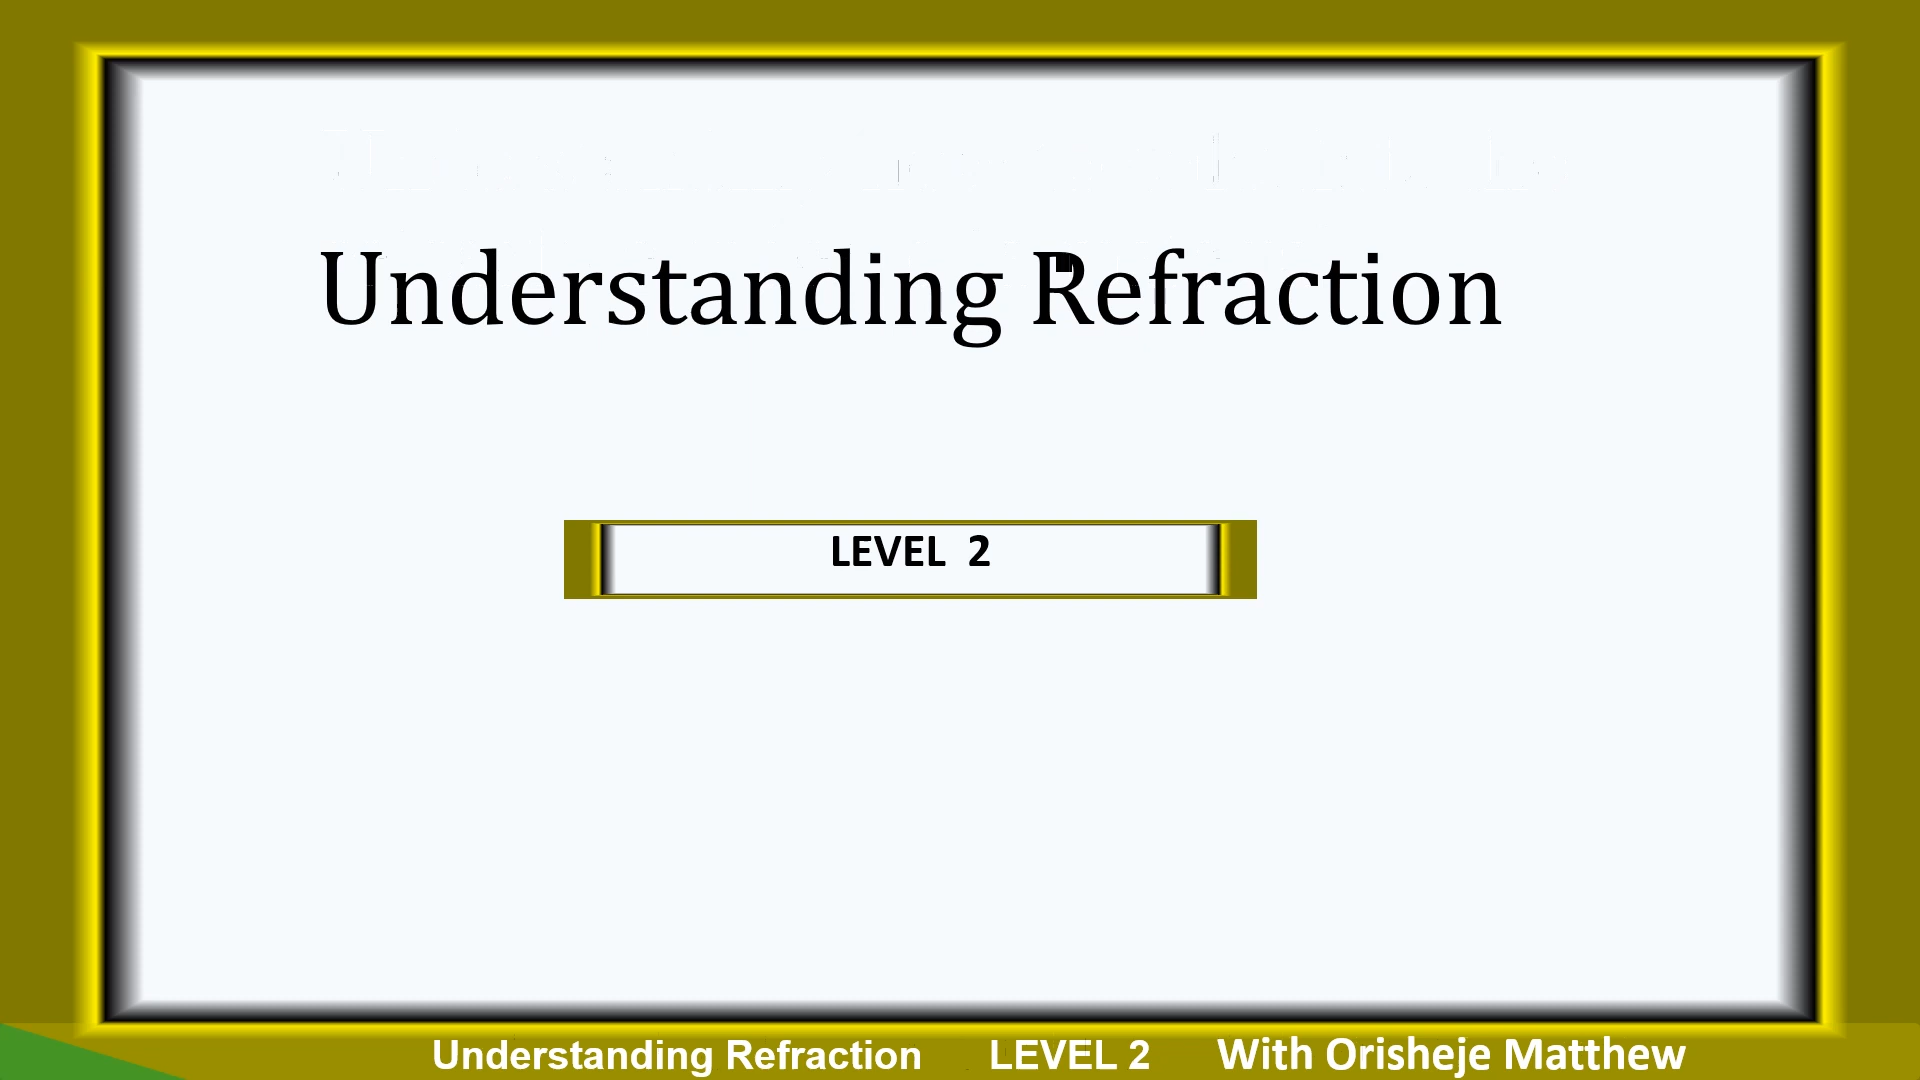 Understanding Refraction
LEVEL 2
Understanding Refraction LEVEL 2 With Orisheje Matthew